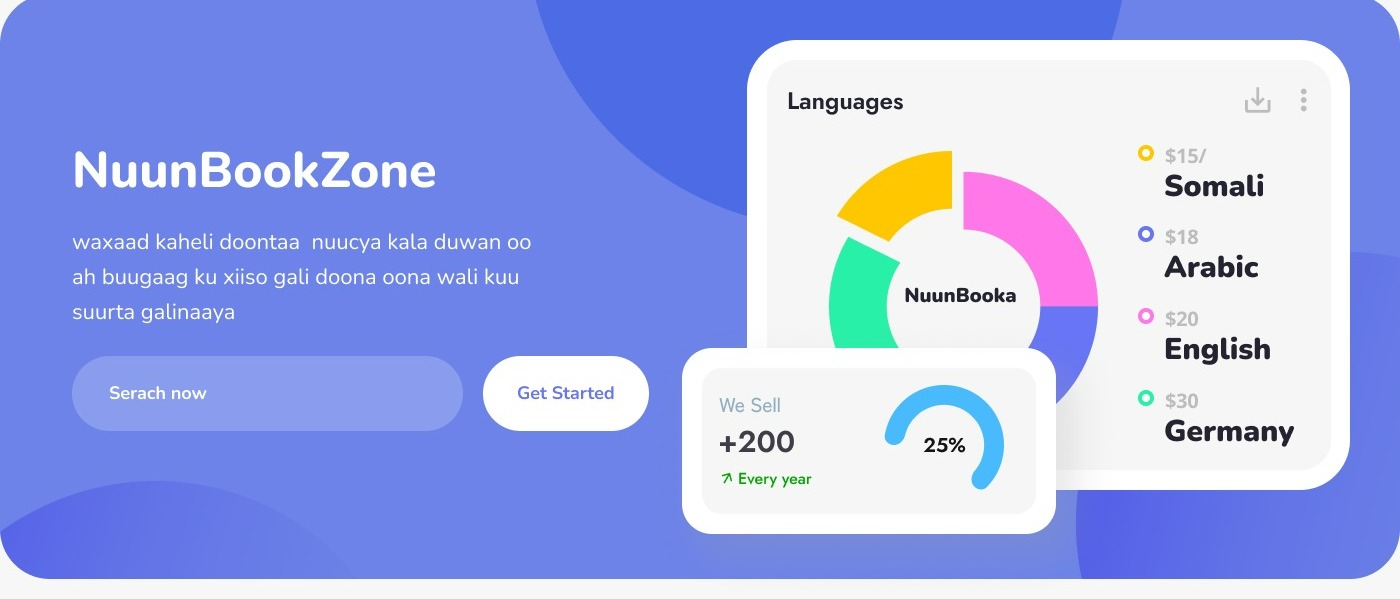 NuunBookZone
waxaad kaheli doontaa  nuucya kala duwan oo
ah buugaag ku xiiso gali doona oona wali kuu
suurta galinaaya
Serach now
Get Started
Languages
NuunBooka
$15/
Somali
$18
Arabic
$20
English
$30
Germany
We Sell
+200
Every year
25%